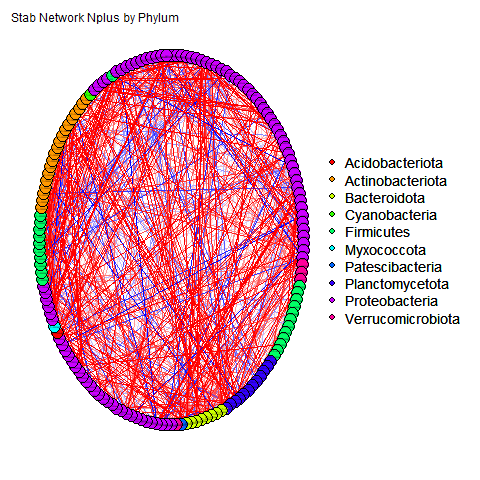 Stab Network Nplus by Phylum
Acidobacteriota
Actinobacteriota
Bacteroidota
Cyanobacteria
Firmicutes
Myxococcota
Patescibacteria
Planctomycetota
Proteobacteria
Verrucomicrobiota